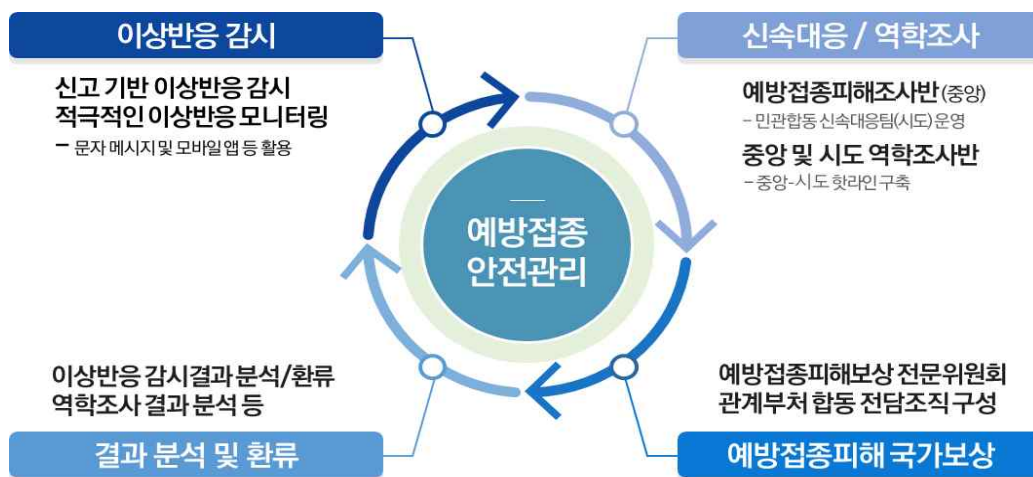 이상반응 감시
신고 기반 이상반응 감시
적극적인 이상반응 모니터링
– 문자 메시지 및 모바일 앱 등 활용
신속대응 / 역학조사
예방접종피해조사반 (중앙)
– 민관합동 신속대응팀(시도) 운영
중앙 및 시도 역학조사반
– 중앙-시도 핫라인 구축
예방접종
안전관리
이상반응 감시결과 분석/환류
역학조사 결과 분석 등
결과 분석 및 환류
예방접종피해보상 전문위원회
관계부처 합동 전담조직 구성
예방접종피해 국가보상